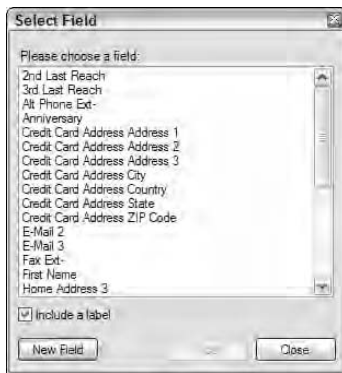 Select Field
Please choose a field:
2nd Last Reach
3rd Last Reach
Alt Phone Ext-
Anniversary
Credit Card Address Address 1
Credit Card Address Address 2
Credit Card Address Address 3
Credit Card Address City
Credit Card Address Country
Credit Card Address State
Credit Card Address ZIP Code
E-Mail 2
E-Mail 3
Fax Ext-
First Name
Home Address 3
Include a label
New Field
Close